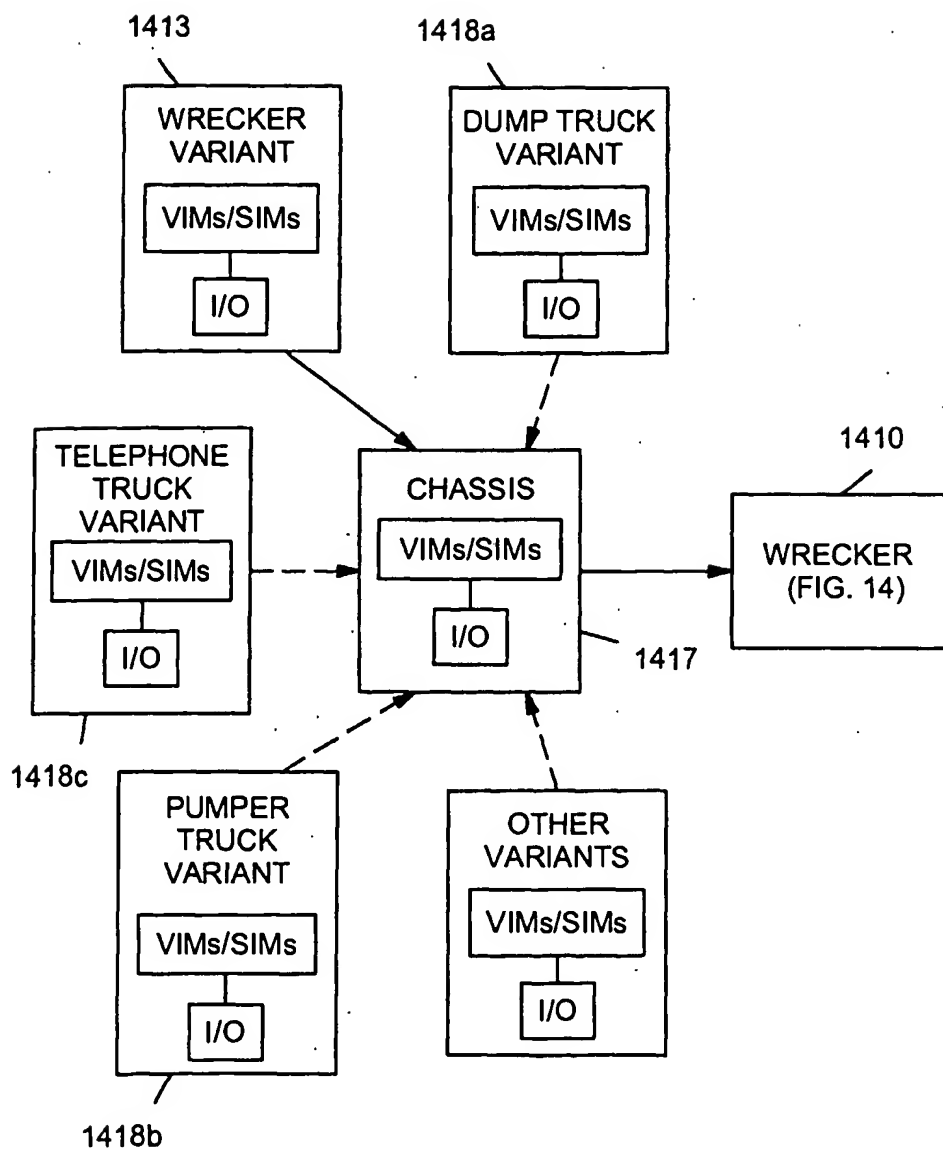 1413
1418a
WRECKER
VARIANT
VIMs/SIMs
I/O
DUMP TRUCK
VARIANT
VIMs/SIMs
I/O
TELEPHONE
TRUCK
VARIANT
VIMs/SIMs
I/O
1418c
CHASSIS
VIMs/SIMs
I/O
1417
1410
WRECKER
(FIG. 14)
PUMPER
TRUCK
VARIANT
VIMs/SIMs
I/O
1418b
OTHER
VARIANTS
VIMs/SIMs
I/O